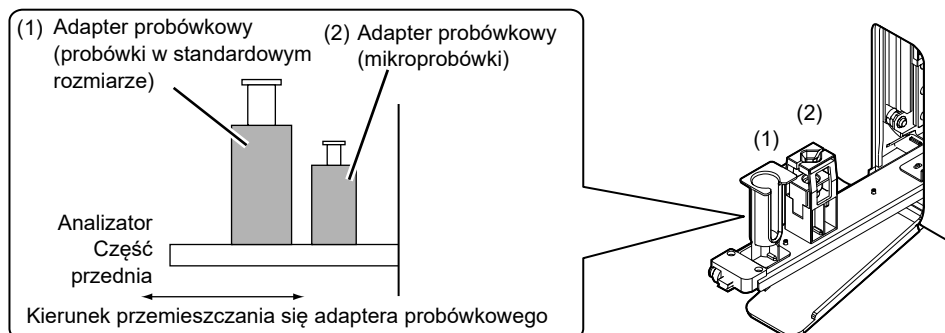 (1) Adapter probówkowy
(probówki w standardowym
rozmiarze)
(2) Adapter probówkowy
(mikroprobówki)
Analizator
Część
przednia
Kierunek przemieszczania się adaptera probówkowego
(1)
(2)